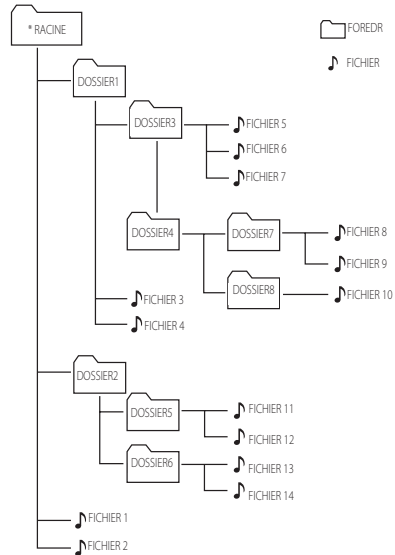 * RACINE
FOREDR
FICHIER
DOSSIER1
DOSSIER3
FICHIER 5
FICHIER 6
FICHIER 7
DOSSIER4
DOSSIER7
FICHIER 8
FICHIER 9
DOSSIER8
FICHIER 10
FICHIER 3
FICHIER 4
DOSSIER2
DOSSIER5
FICHIER 11
FICHIER 12
DOSSIER6
FICHIER 13
FICHIER 14
FICHIER 1
FICHIER 2